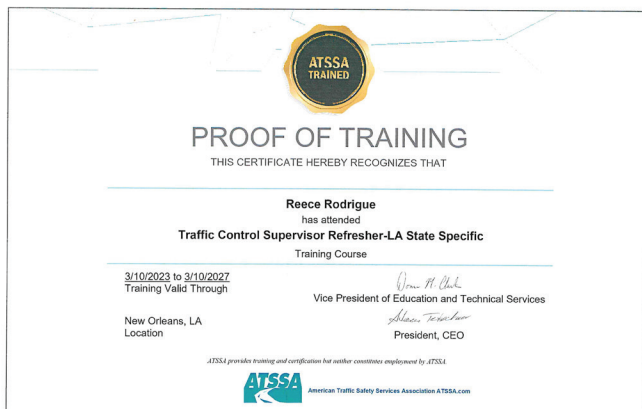 ATSSA
TRAINED
PROOF OF TRAINING
THIS CERTIFICATE HEREBY RECOGNIZES THAT
Reece Rodrigue
has attended
Traffic Control Supervisor Refresher-LA State Specific
Training Course
3/10/2023 to 3/10/2027
Training Valid Through
Vice President of Education and Technical Services
New Orleans, LA
Location
President, CEO
ATSSA provides training and certification but neither constitutes employment by ATSSA
ATSSA
American Traffic Safety Services Association ATSSA.com